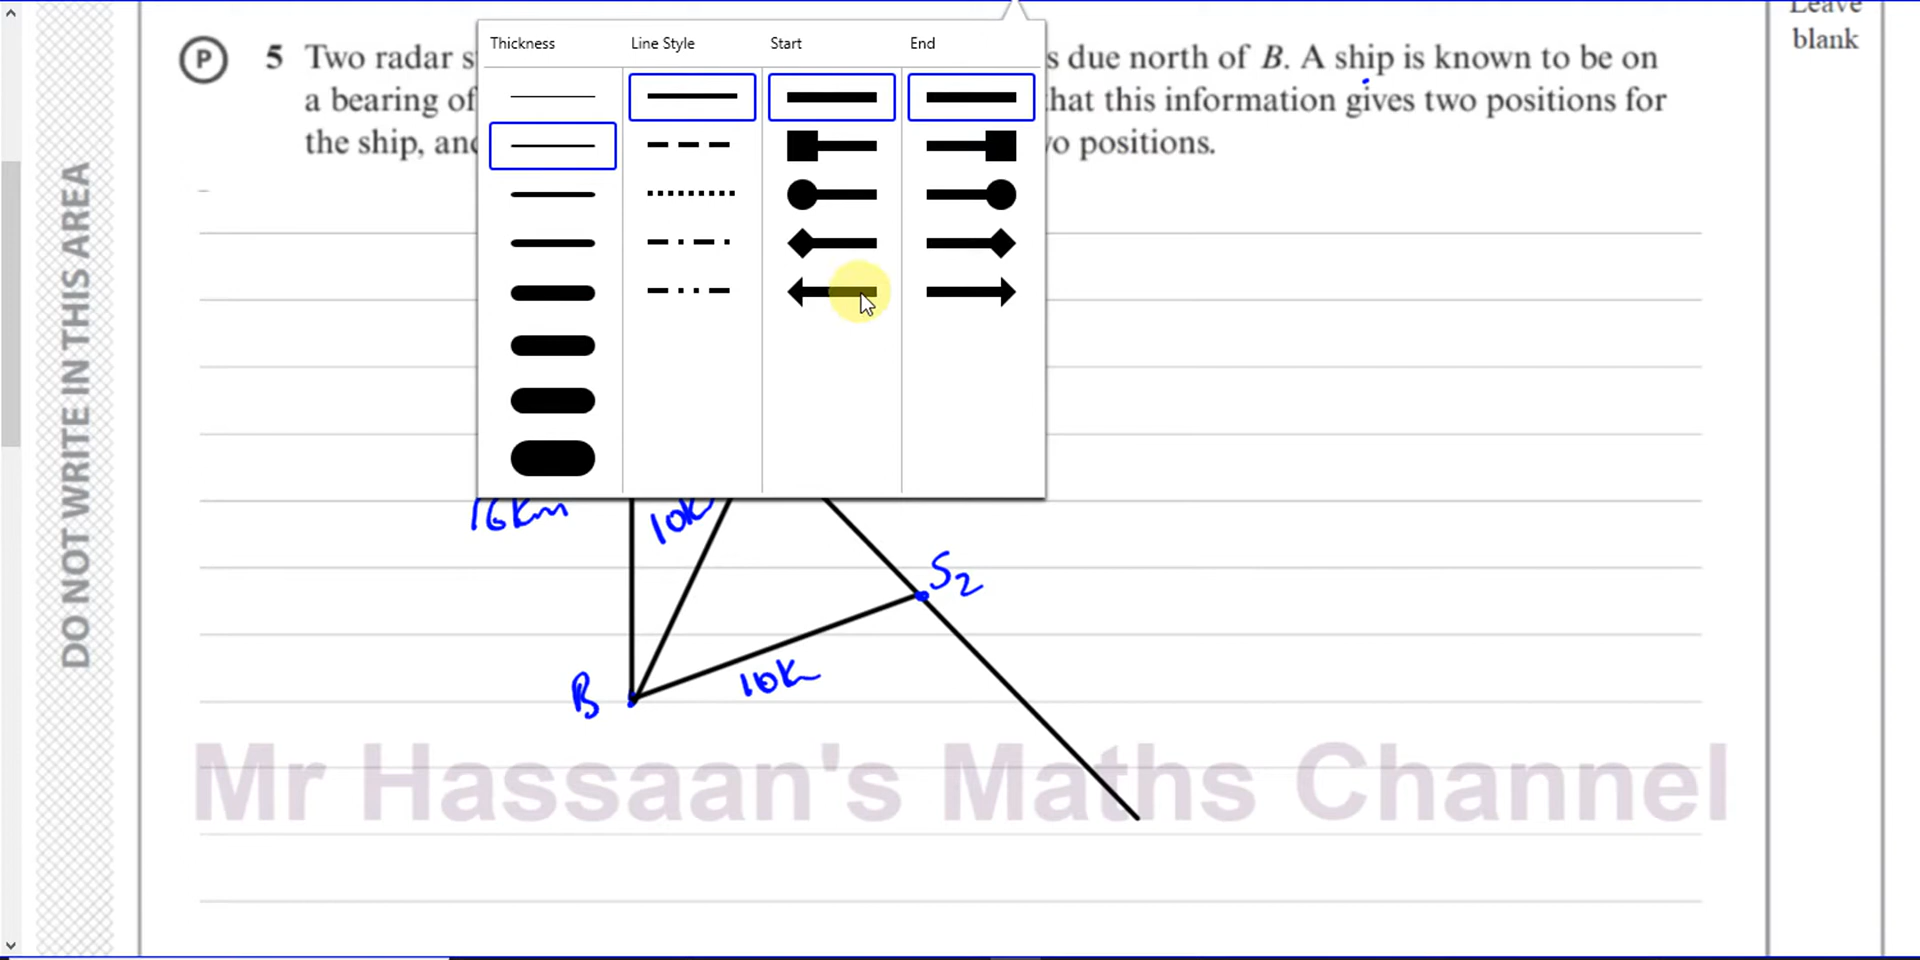 Leave
blank
Thickness Line Style Start End
P 5 Two radar s s due north of B. A ship is known to be on
a bearing of hat this information gives two positions for
the ship, and o positions.
DO NOT WRITE IN THIS AREA
16km
10k
S2
B
10k
Mr Hassaan's Maths Channel